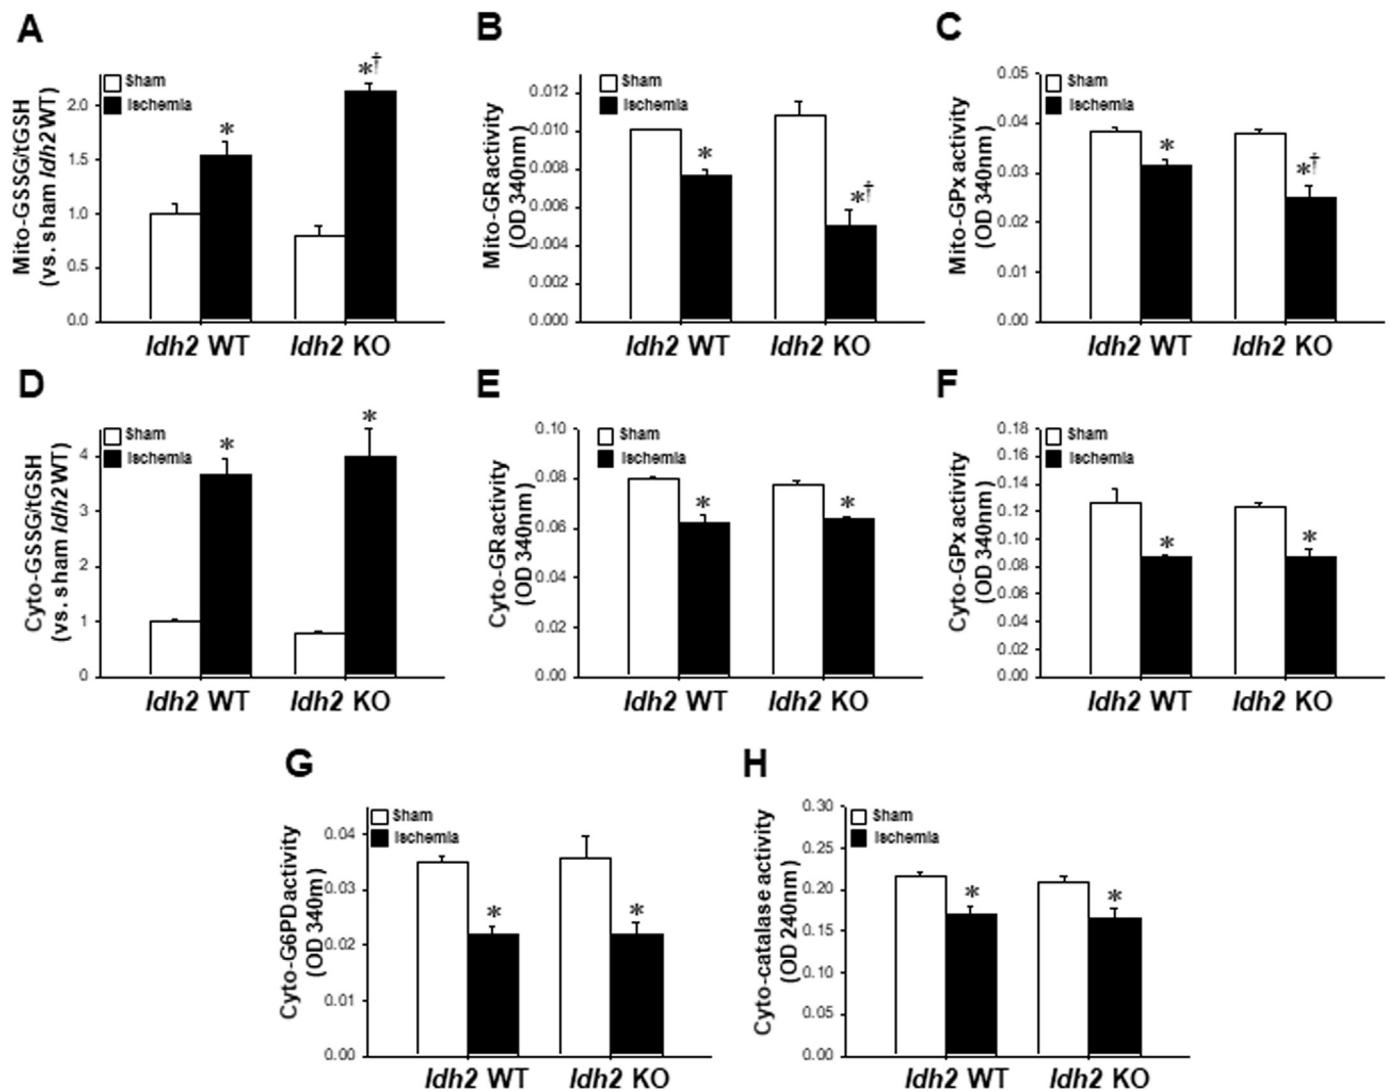 A
Mito-GSSG/tGSH
(vs. sham Idh2 WT)
Sham
Ischemia
2.0
1.5
1.0
0.5
0.0
*
*†
Idh2 WT
Idh2 KO
B
Mito-GR activity
(OD 340nm)
Sham
Ischemia
0.012
0.010
0.008
0.006
0.004
0.002
0.000
*
*†
Idh2 WT
Idh2 KO
C
Mito-GPx activity
(OD 340nm)
Sham
Ischemia
0.05
0.04
0.03
0.02
0.01
0.00
*
*†
Idh2 WT
Idh2 KO
D
Cyto-GSSG/tGSH
(vs. sham Idh2 WT)
Sham
Ischemia
4
3
2
1
0
*
*
Idh2 WT
Idh2 KO
E
Cyto-GR activity
(OD 340nm)
Sham
Ischemia
0.10
0.08
0.06
0.04
0.02
0.00
*
*
Idh2 WT
Idh2 KO
F
Cyto-GPx activity
(OD 340nm)
Sham
Ischemia
0.18
0.16
0.14
0.12
0.10
0.08
0.06
0.04
0.02
0.00
*
*
Idh2 WT
Idh2 KO
G
Cyto-G6PD activity
(OD 340m)
Sham
Ischemia
0.04
0.03
0.02
0.01
0.00
*
*
Idh2 WT
Idh2 KO
H
Cyto-catalase activity
(OD 240nm)
Sham
Ischemia
0.30
0.25
0.20
0.15
0.10
0.05
0.00
*
*
Idh2 WT
Idh2 KO